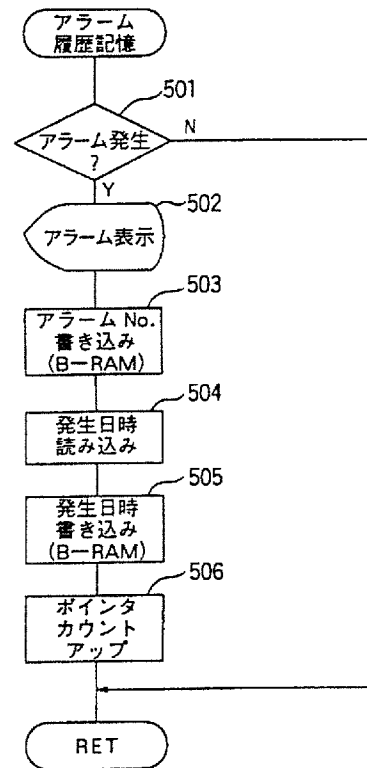 アラーム
履歴記憶
501
アラーム発生
?
N
Y
502
アラーム表示
503
アラーム No.
書き込み
(B－RAM)
504
発生日時
読み込み
505
発生日時
書き込み
(B－RAM)
506
ポインタ
カウント
アップ
RET